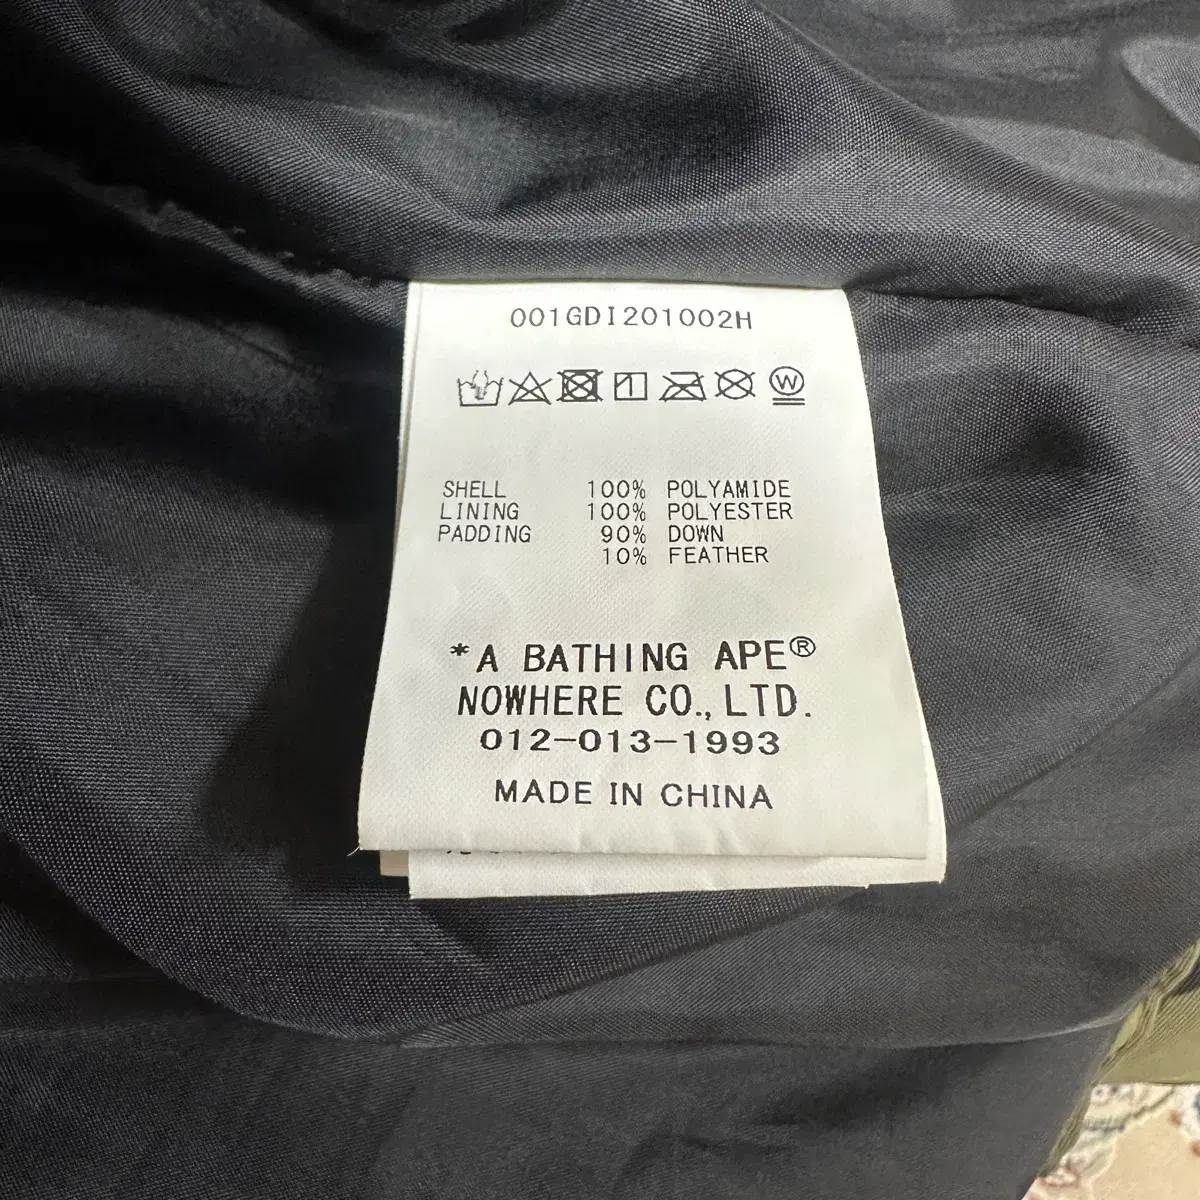 001GDI201002H
W
SHELL 100% POLYAMIDE
LINING 100% POLYESTER
PADDING 90% DOWN
10% FEATHER
*A BATHING APE®
NOWHERE CO., LTD.
012-013-1993
MADE IN CHINA